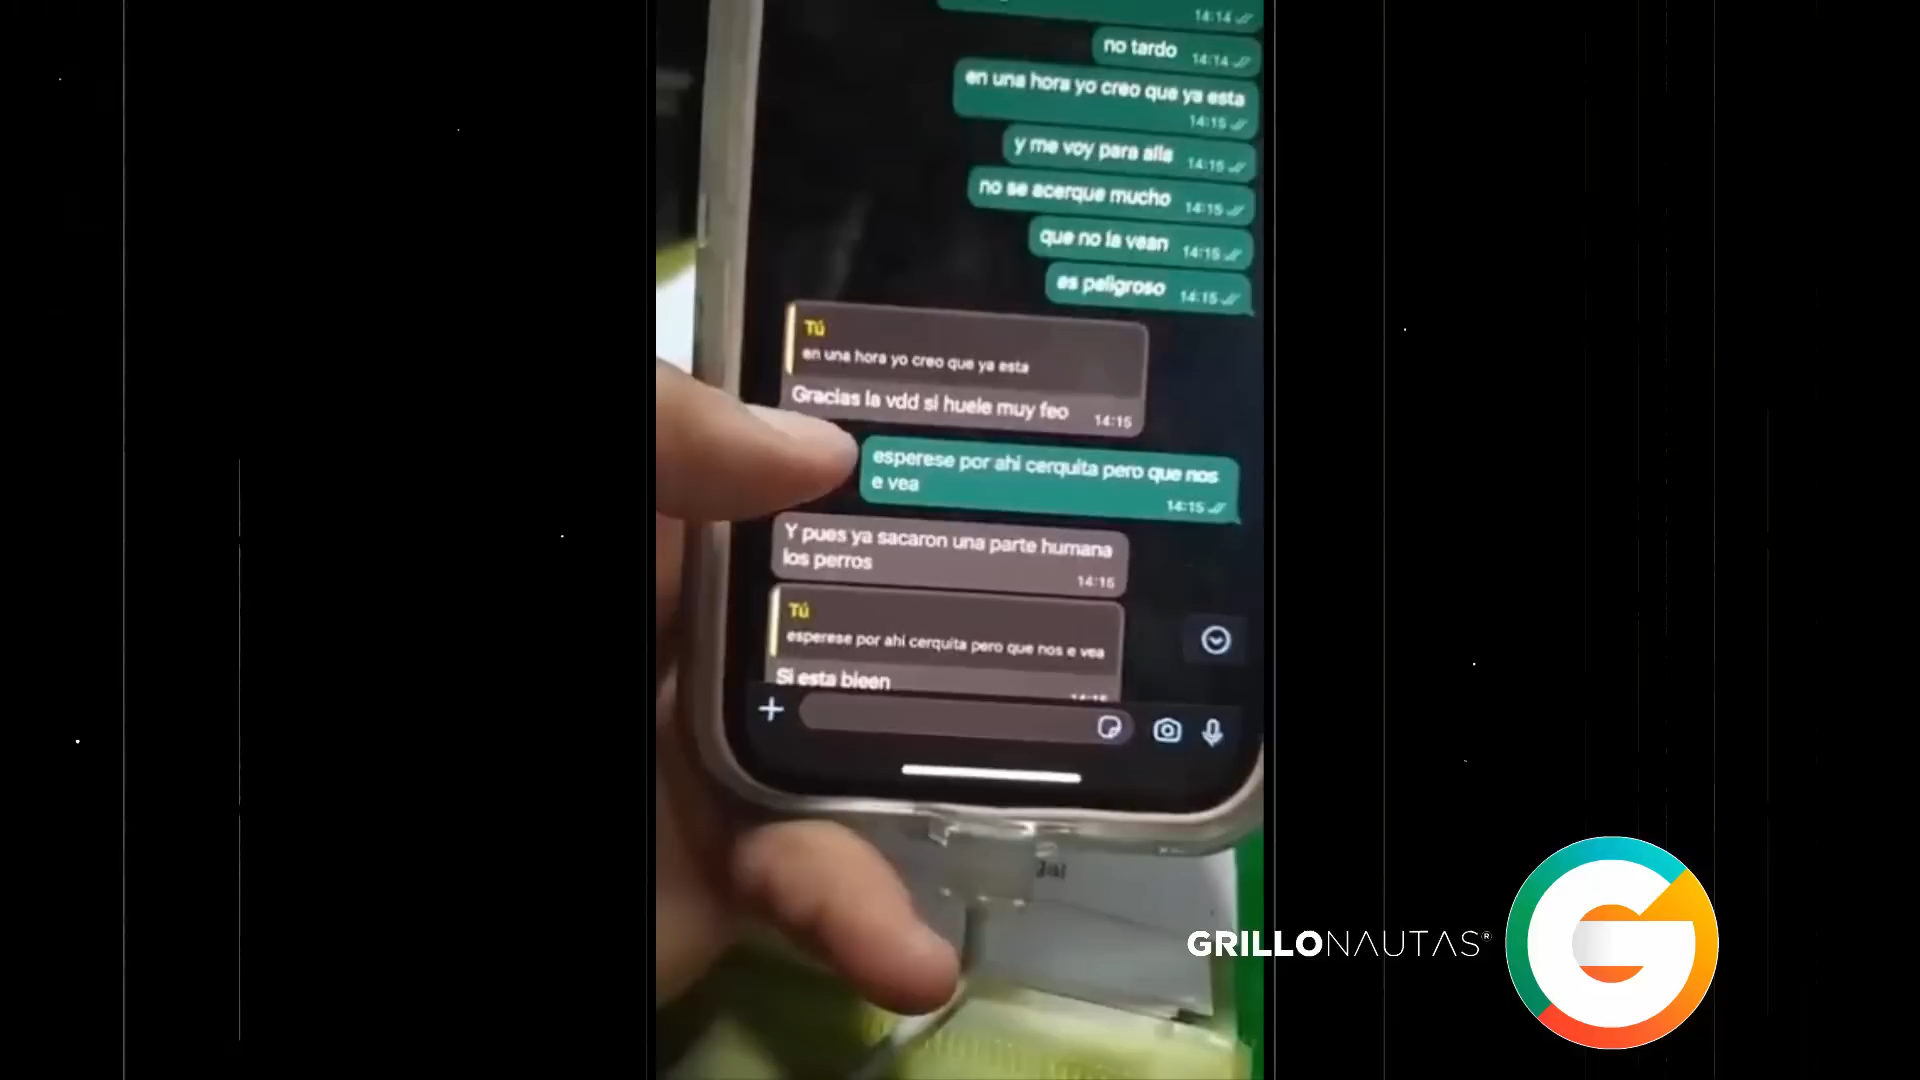 14:14
no tardo 14:14
en una hora yo creo que ya esta
14:15
y me voy para alla 14:15
no se acerque mucho 14:15
que no la vean 14:15
es peligroso 14:15
Tú
en una hora yo creo que ya esta
Gracias la vdd si huele muy feo 14:15
esperese por ahi cerquita pero que nos
e vea
14:15
Y pues ya sacaron una parte humana
los perros
14:15
Tú
esperese por ahi cerquita pero que nos e vea
Si esta bieen
GRILLONAUTAS®
G